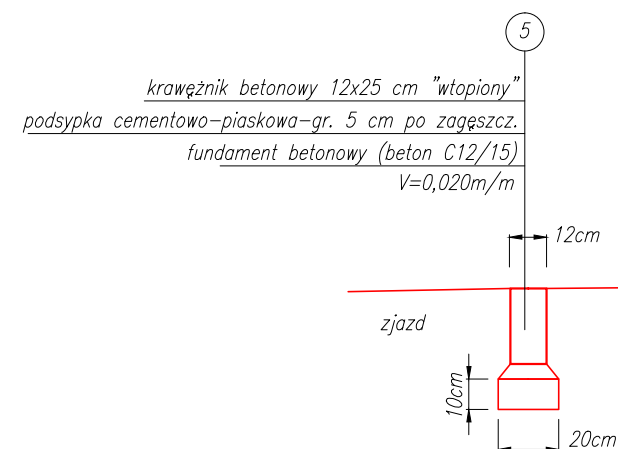 5
krawężnik betonowy 12x25 cm "wtopiony"
podsypka cementowo-piaskowa-gr. 5 cm po zagęszcz.
fundament betonowy (beton C12/15)
V=0,020m/m
12cm
zjazd
10cm
20cm